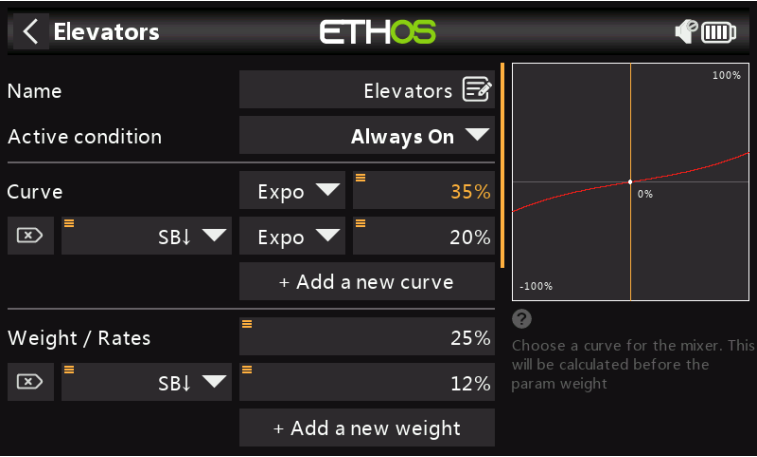 Elevators
ETHOS
Name
Elevators
Active condition
Always On
Curve
Expo
35%
SB↓
Expo
20%
+ Add a new curve
Weight / Rates
25%
SB↓
12%
+ Add a new weight
100%
0%
-100%
?
Choose a curve for the mixer. This
will be calculated before the
param weight